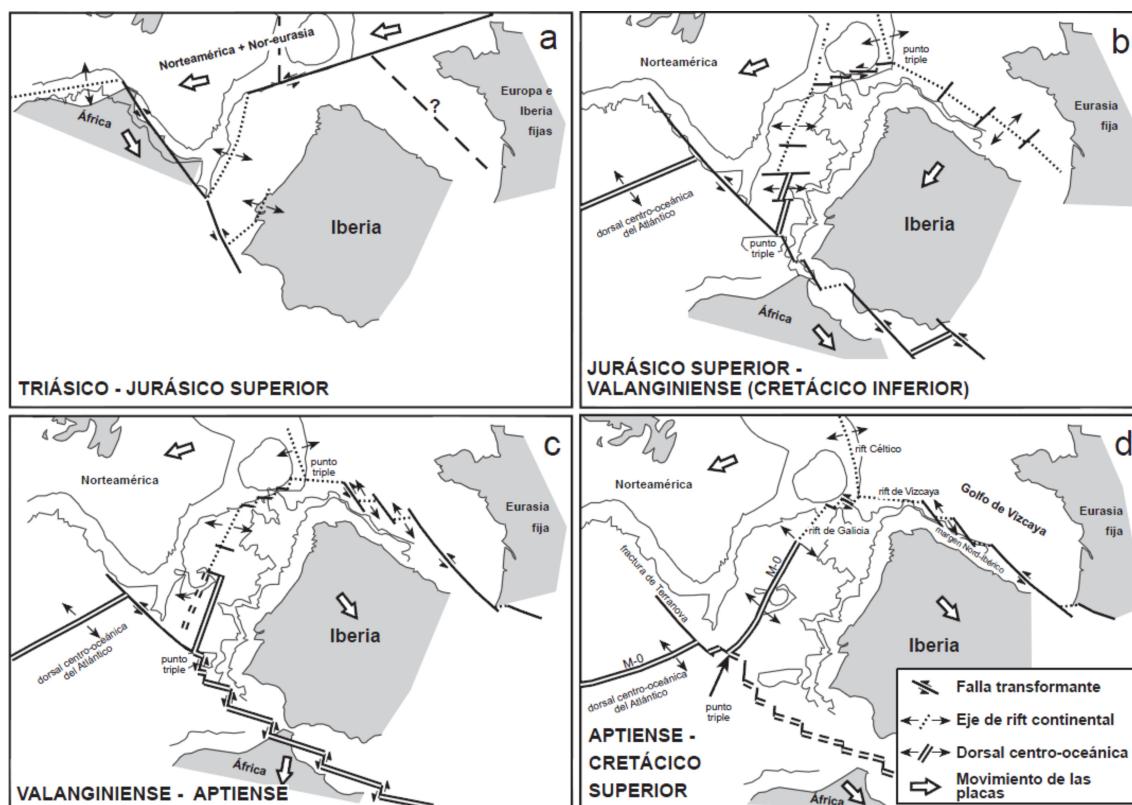 a
Norteamérica + Nor-eurasia
África
?
Europa e
Iberia
fijas
Iberia
TRIÁSICO - JURÁSICO SUPERIOR
b
Norteamérica
punto
triple
Eurasia
fija
dorsal centro-oceánica
del Atlántico
Iberia
punto
triple
África
JURÁSICO SUPERIOR -
VALANGINIENSE (CRETÁCICO INFERIOR)
c
punto
triple
Norteamérica
Eurasia
fija
Iberia
dorsal centro-oceánica
del Atlántico
punto
triple
África
VALANGINIENSE - APTIENSE
d
rift Céltico
Norteamérica
rift de Vizcaya
Golfo de Vizcaya
Eurasia
fija
rift de Galicia
margen Nord-Ibérico
fractura de Terranova
M-0
Iberia
M-0
dorsal centro-oceánica
del Atlántico
punto
triple
África
APTIENSE -
CRETÁCICO
SUPERIOR
Falla transformante
Eje de rift continental
Dorsal centro-oceánica
Movimiento de las
placas